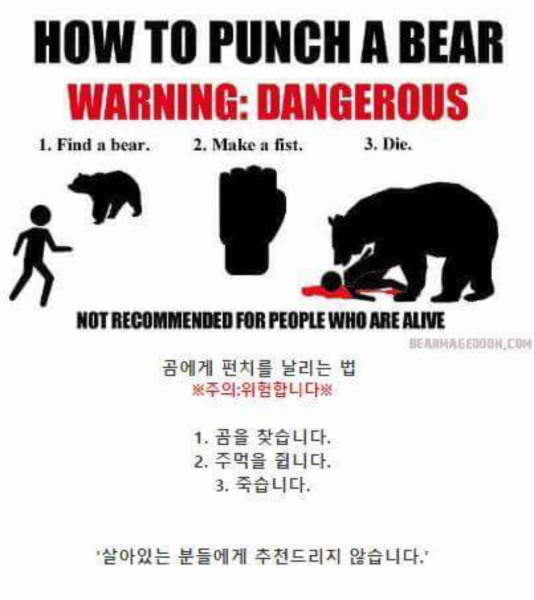 HOW TO PUNCH A BEAR
WARNING: DANGEROUS
1. Find a bear. 2. Make a fist. 3. Die.
NOT RECOMMENDED FOR PEOPLE WHO ARE ALIVE
BEARMAGEDDON.COM
곰에게 펀치를 날리는 법
※주의:위험합니다※
1. 곰을 찾습니다.
2. 주먹을 쥡니다.
3. 죽습니다.
'살아있는 분들에게 추천드리지 않습니다.'